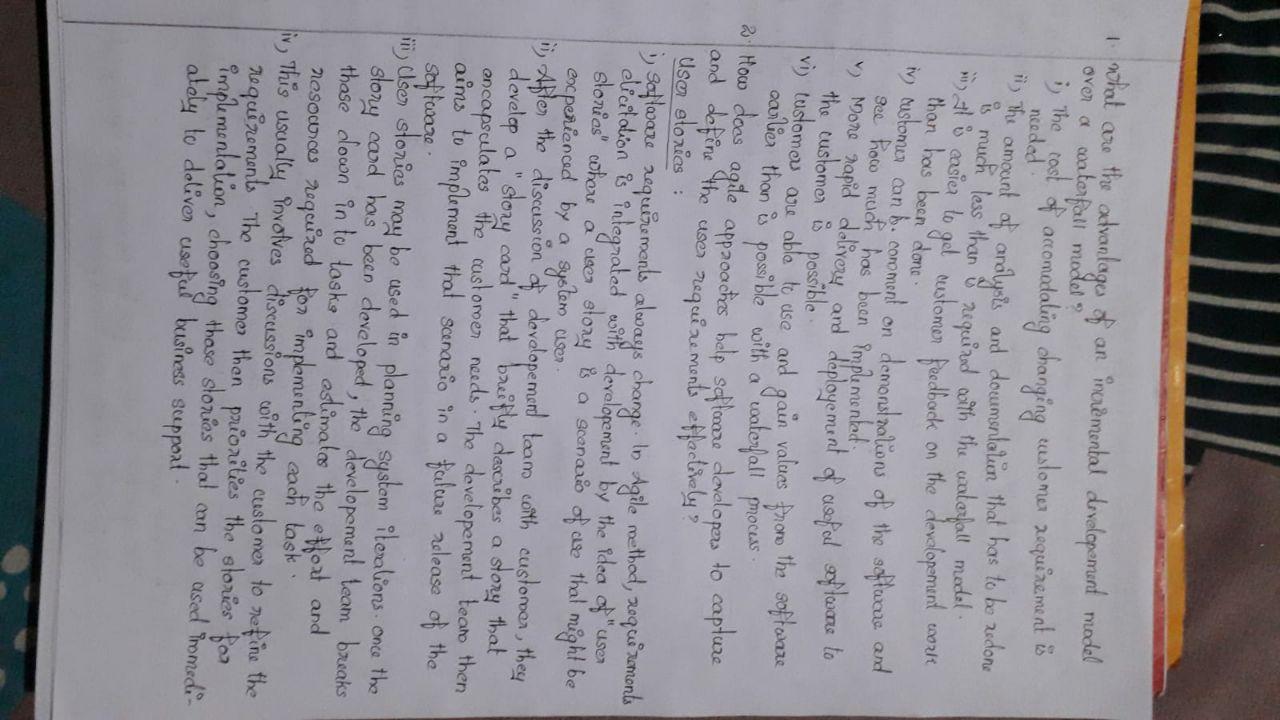 1. What are the advantages of an incremental developement model
over a waterfall model?
i) The cost of accomodating changing customer requirement is
needed.
ii) The amount of analysis and documentation that has to be redone
is much less than is required with the waterfall model.
iii) It is easier to get customer feedback on the developement work
than has been done.
iv) customer can comment on demonstrations of the software and
see how much has been implemented.
v) More rapid delivery and deployement of useful software to
the customer is possible.
vi) customers are able to use and gain values from the software
earlier than is possible with a waterfall process.
2. How does agile approaches help software developers to capture
and define the user requirements effectively?
User stories :
i) software requirements always change. In Agile method, requirements
elicitation is integrated with developement by the idea of "user
stories" where a user story is a scenario of use that might be
experienced by a system user.
ii) After the discussion of developement team with customer, they
develop a "story card" that breifly describes a story that
encapsulates the customer needs. The developement team then
aims to implement that scenario in a future release of the
software.
iii) User stories may be used in planning system iterations. once the
story card has been developed, the developement team breaks
these down in to tasks and estimates the effort and
resources required for implementing each task.
iv) This usually involves discussions with the customer to refine the
requirements The customer then priorities the stories for
implementation, choosing those stories that can be used immedi-
ately to deliver useful business support.